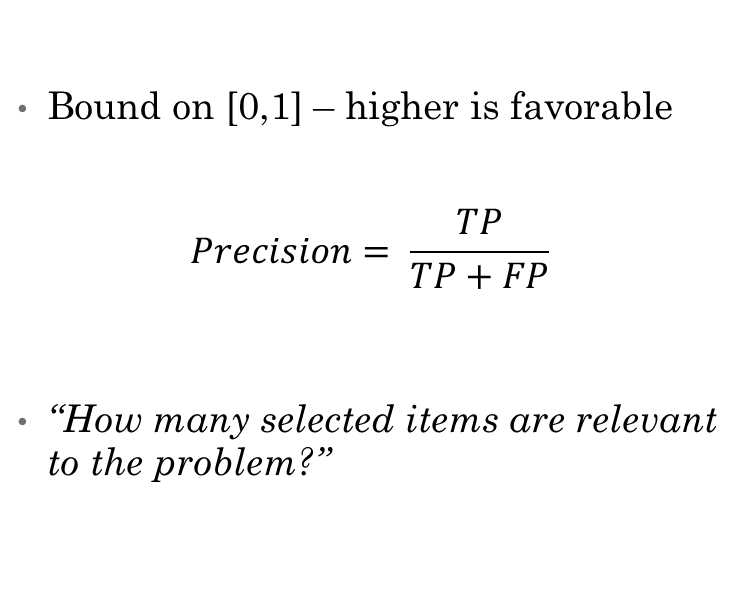 • Bound on [0,1] – higher is favorable
Precision = TP / TP + FP
• “How many selected items are relevant
to the problem?”